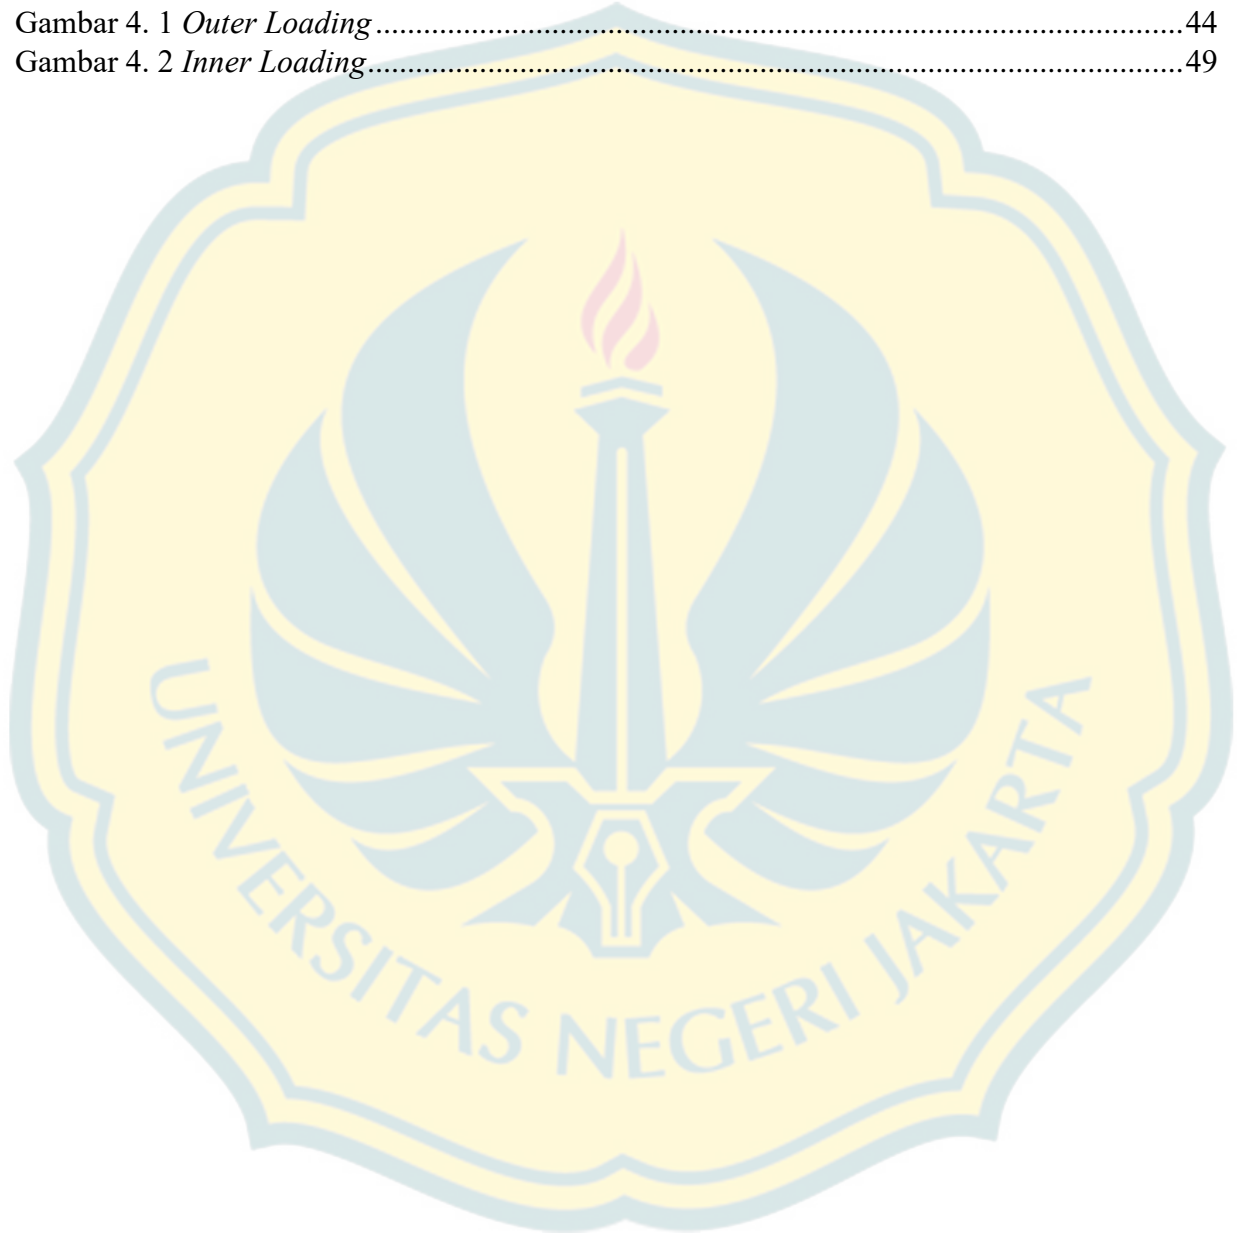 Gambar 4. 1 Outer Loading....................................................................................................44
Gambar 4. 2 Inner Loading.....................................................................................................49
UNIVERSITAS NEGERI JAKARTA